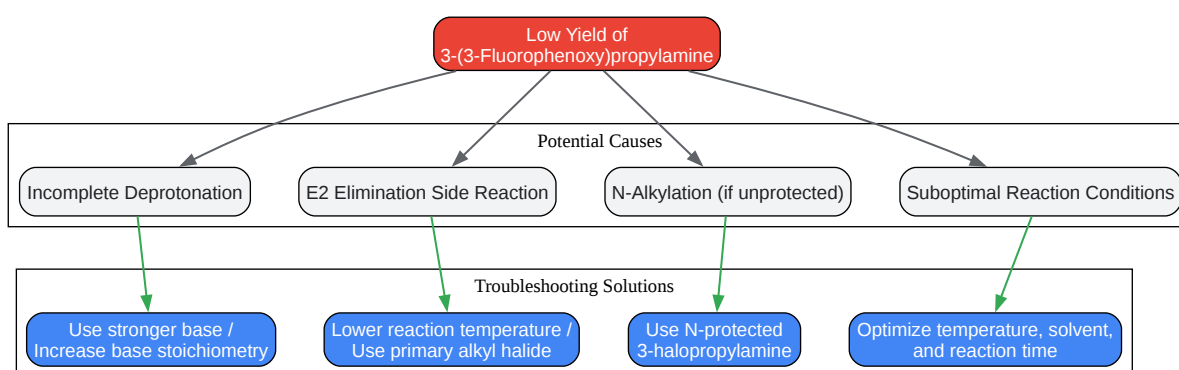 Low Yield of
3-(3-Fluorophenoxy)propylamine
Potential Causes
Incomplete Deprotonation
E2 Elimination Side Reaction
N-Alkylation (if unprotected)
Suboptimal Reaction Conditions
Troubleshooting Solutions
Use stronger base /
Increase base stoichiometry
Lower reaction temperature /
Use primary alkyl halide
Use N-protected
3-halopropylamine
Optimize temperature, solvent,
and reaction time